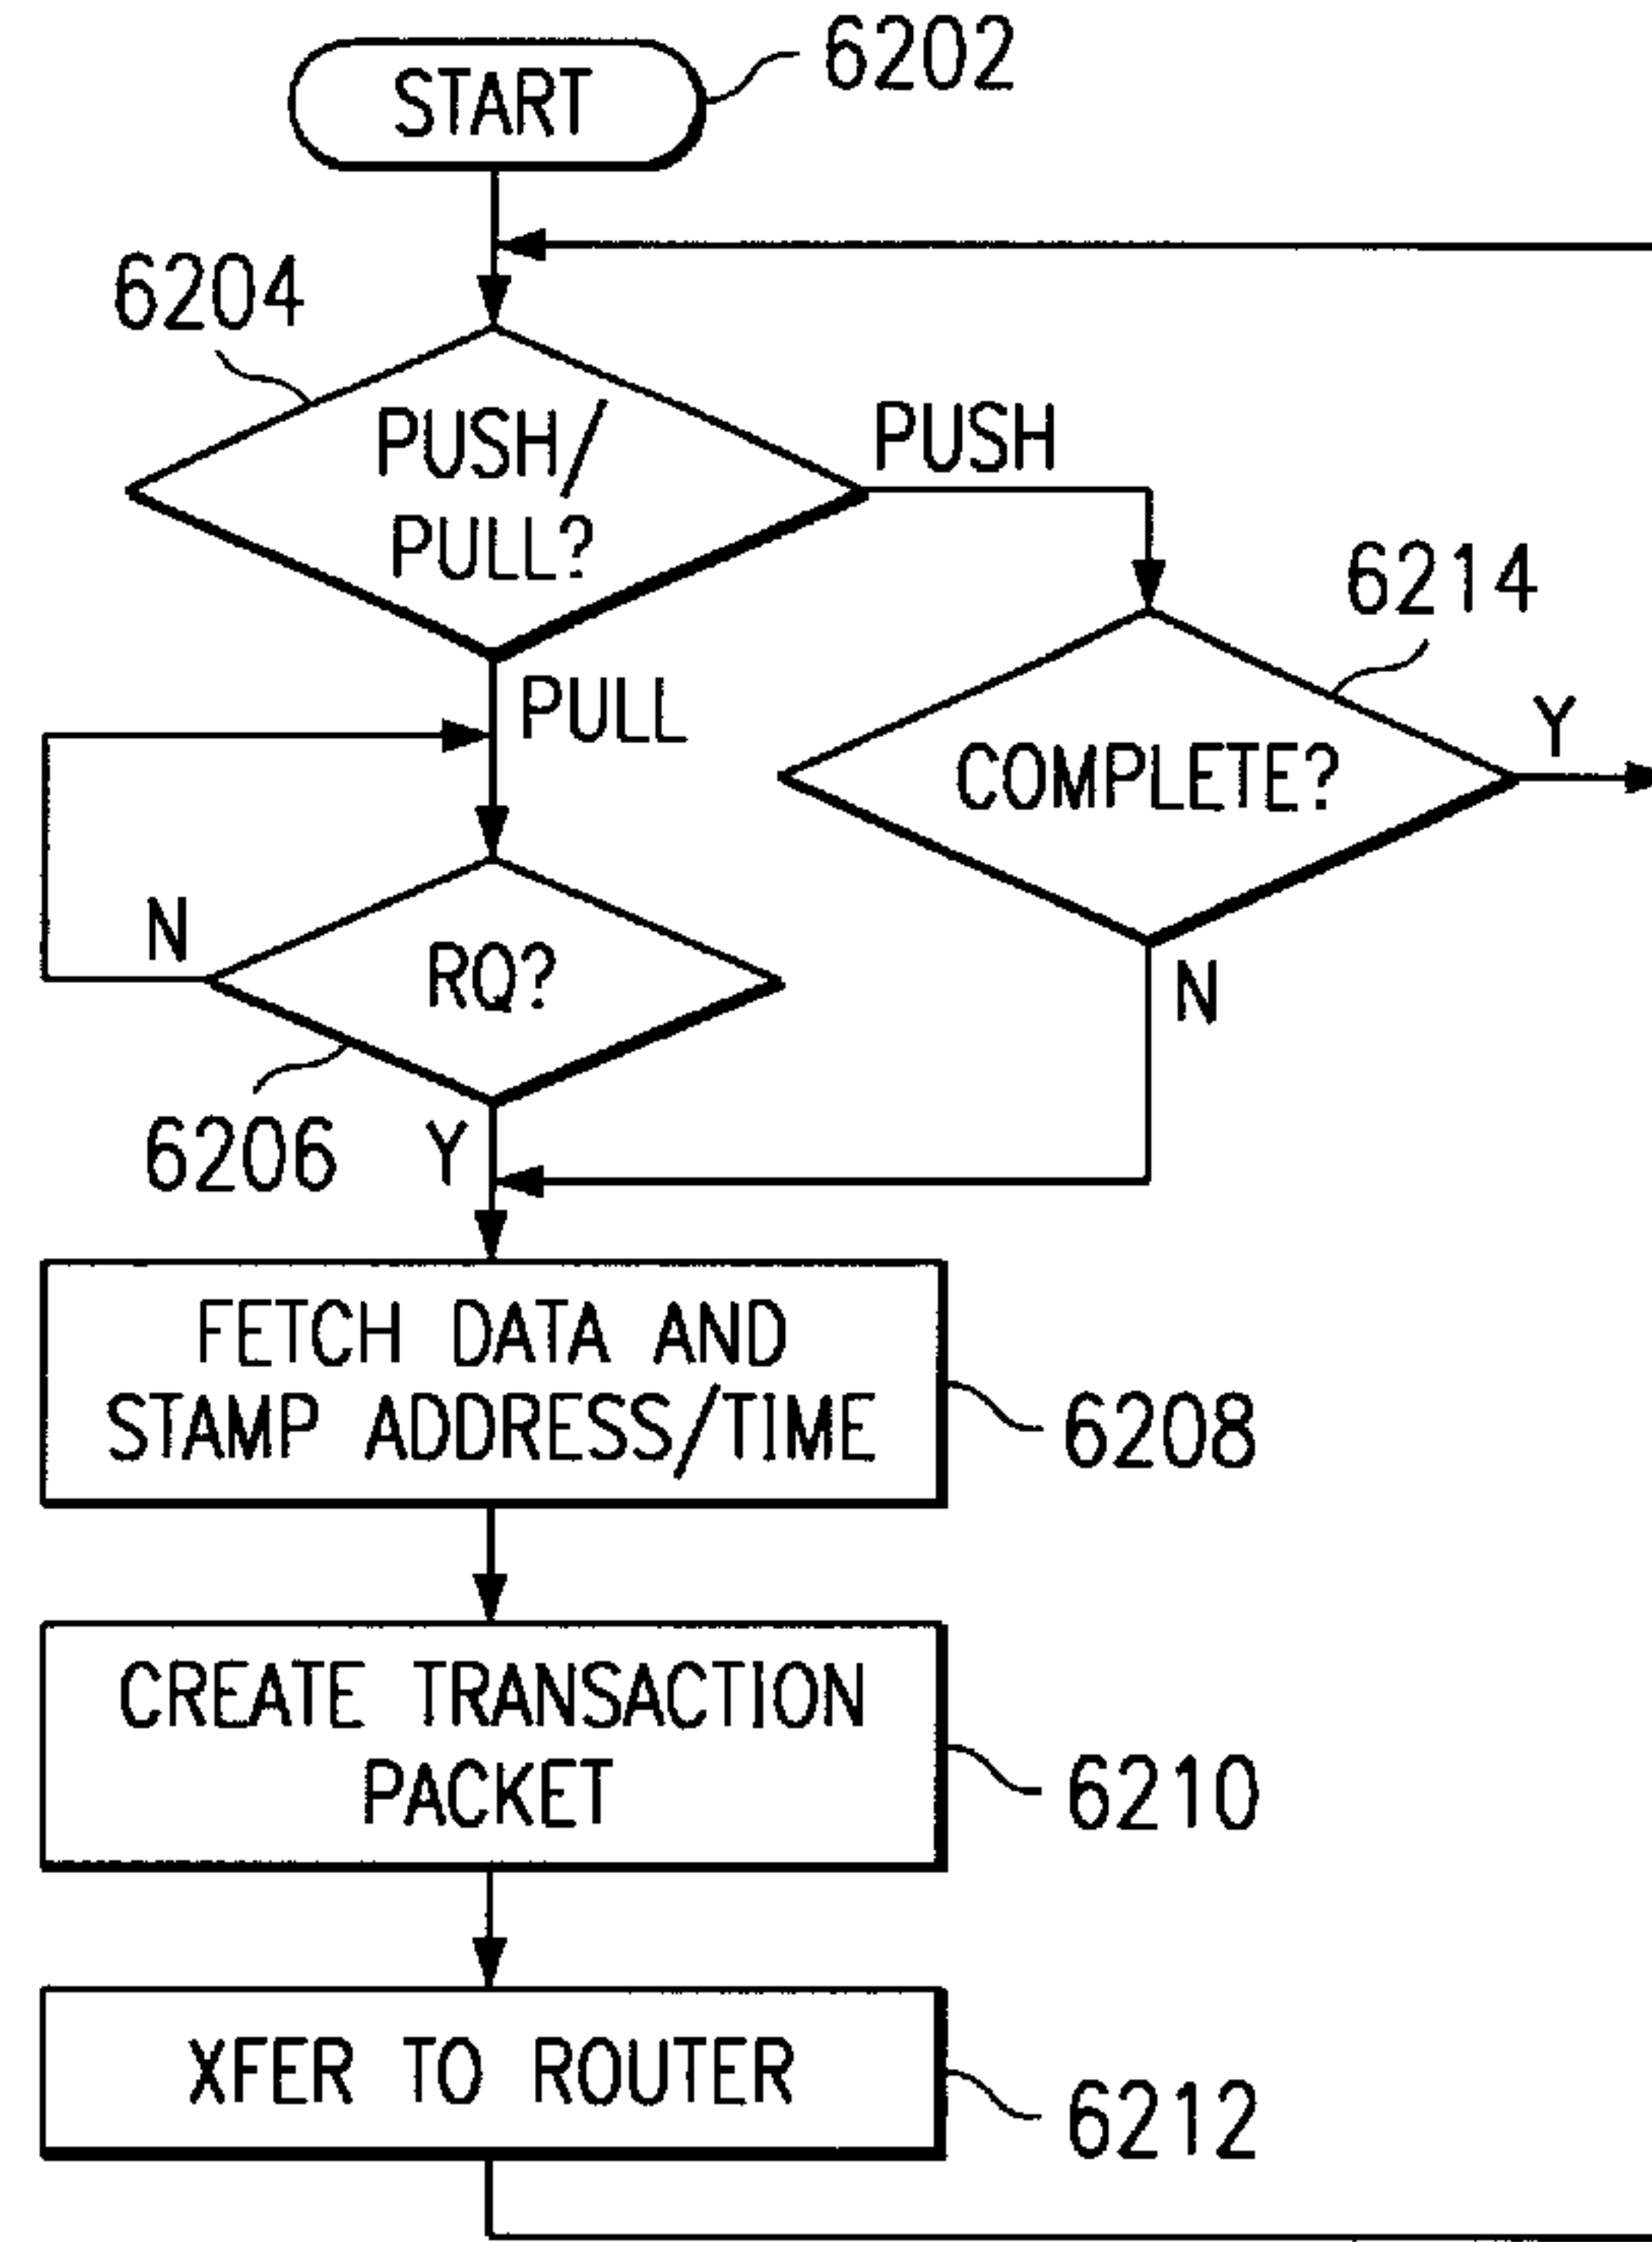 START
6202
6204
PUSH/
PULL?
PUSH
6214
PULL
COMPLETE?
Y
N
RQ?
N
6206
Y
FETCH DATA AND
STAMP ADDRESS/TIME
6208
CREATE TRANSACTION
PACKET
6210
XFER TO ROUTER
6212